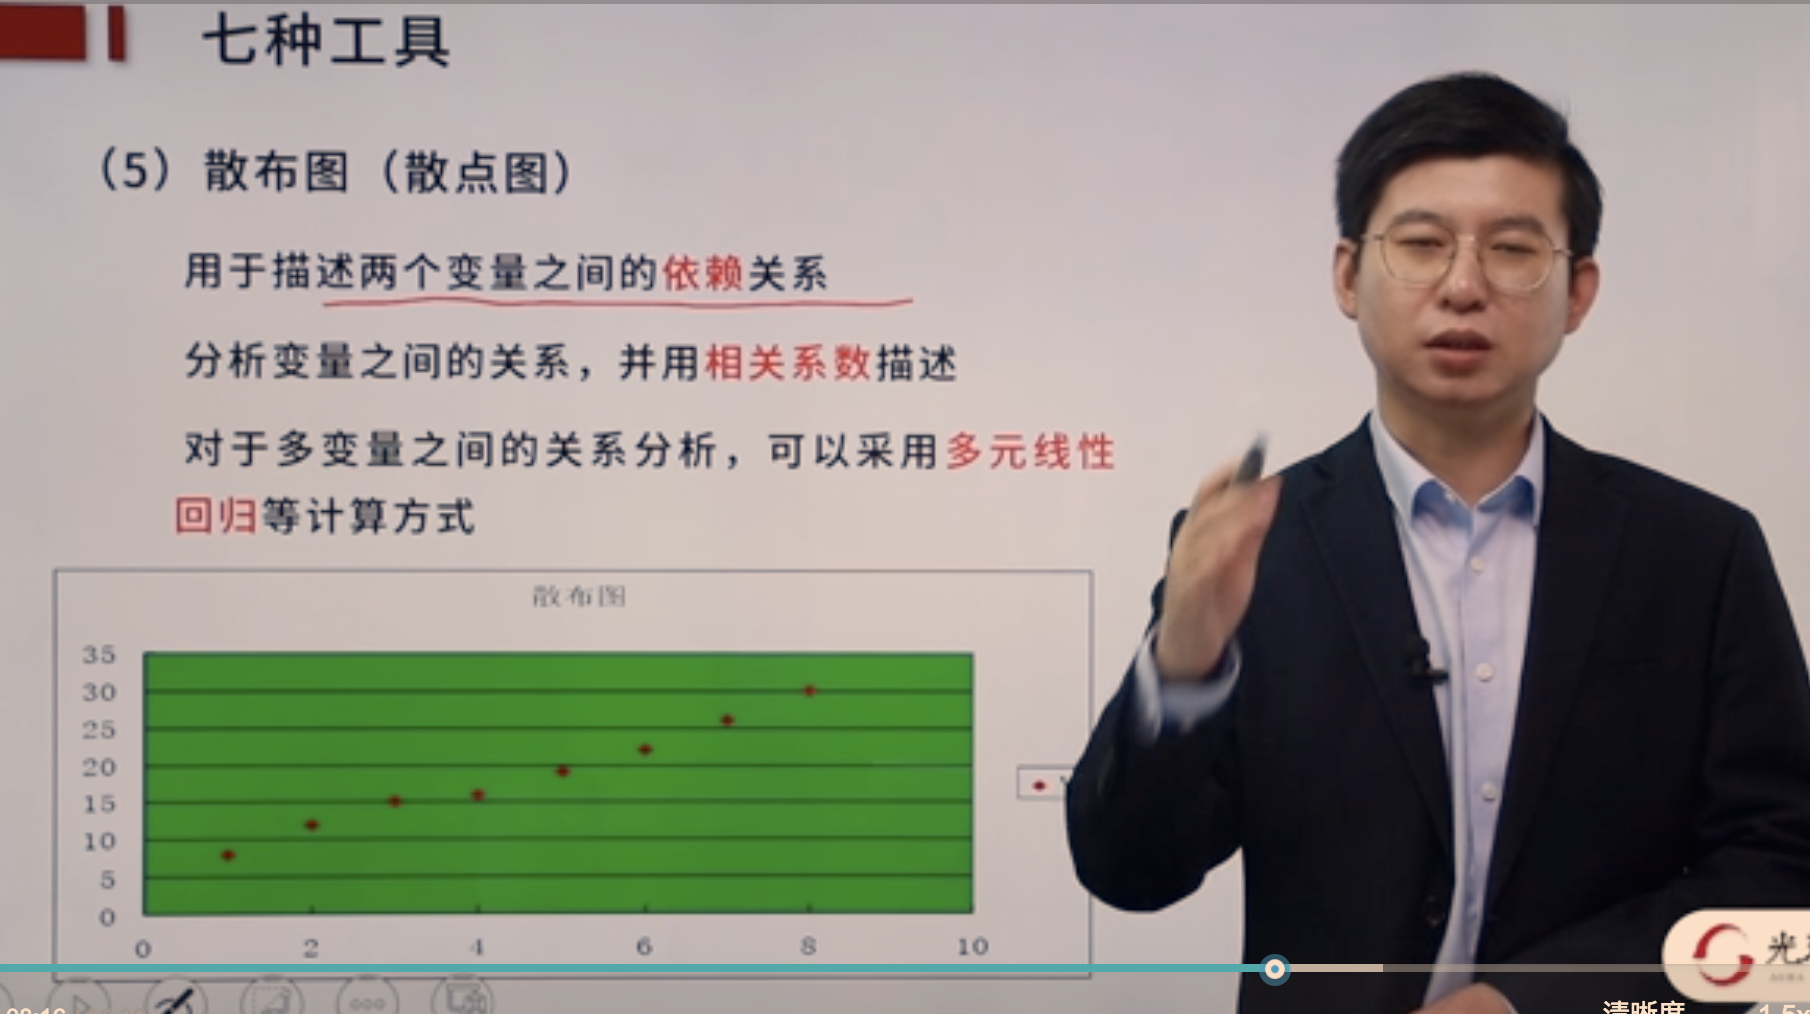 七种工具
（5）散布图（散点图）
用于描述两个变量之间的依赖关系
分析变量之间的关系，并用相关系数描述
对于多变量之间的关系分析，可以采用多元线性
回归等计算方式
散布图
35
30
25
20
15
10
5
0
0 2 4 6 8 10
光
清晰度